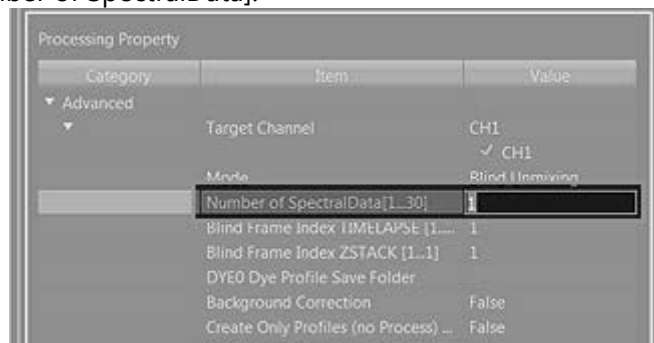 ber of SpectralData].
Processing Property
Category Item Value
Advanced
Target Channel CH1
CH1
Mode Blind Unmixing
Number of SpectralData[1...30] 1
Blind Frame Index TIMELAPSE [1.... 1
Blind Frame Index ZSTACK [1...1] 1
DYE0 Dye Profile Save Folder
Background Correction False
Create Only Profiles (no Process) ... False